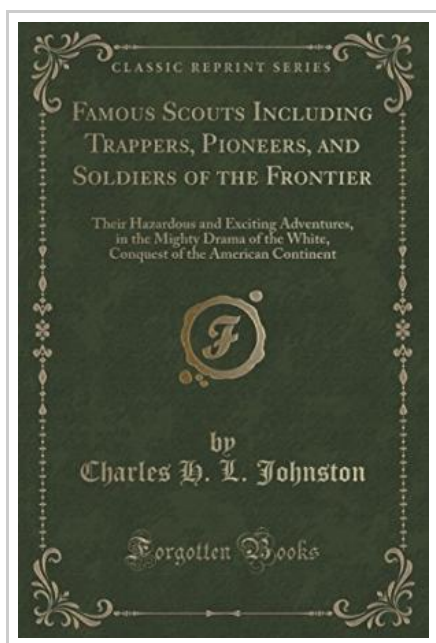 CLASSIC REPRINT SERIES
FAMOUS SCOUTS INCLUDING
TRAPPERS, PIONEERS, AND
SOLDIERS OF THE FRONTIER
Their Hazardous and Exciting Adventures,
in the Mighty Drama of the White,
Conquest of the American Continent
F
by
Charles H. L. Johnston
Forgotten Books